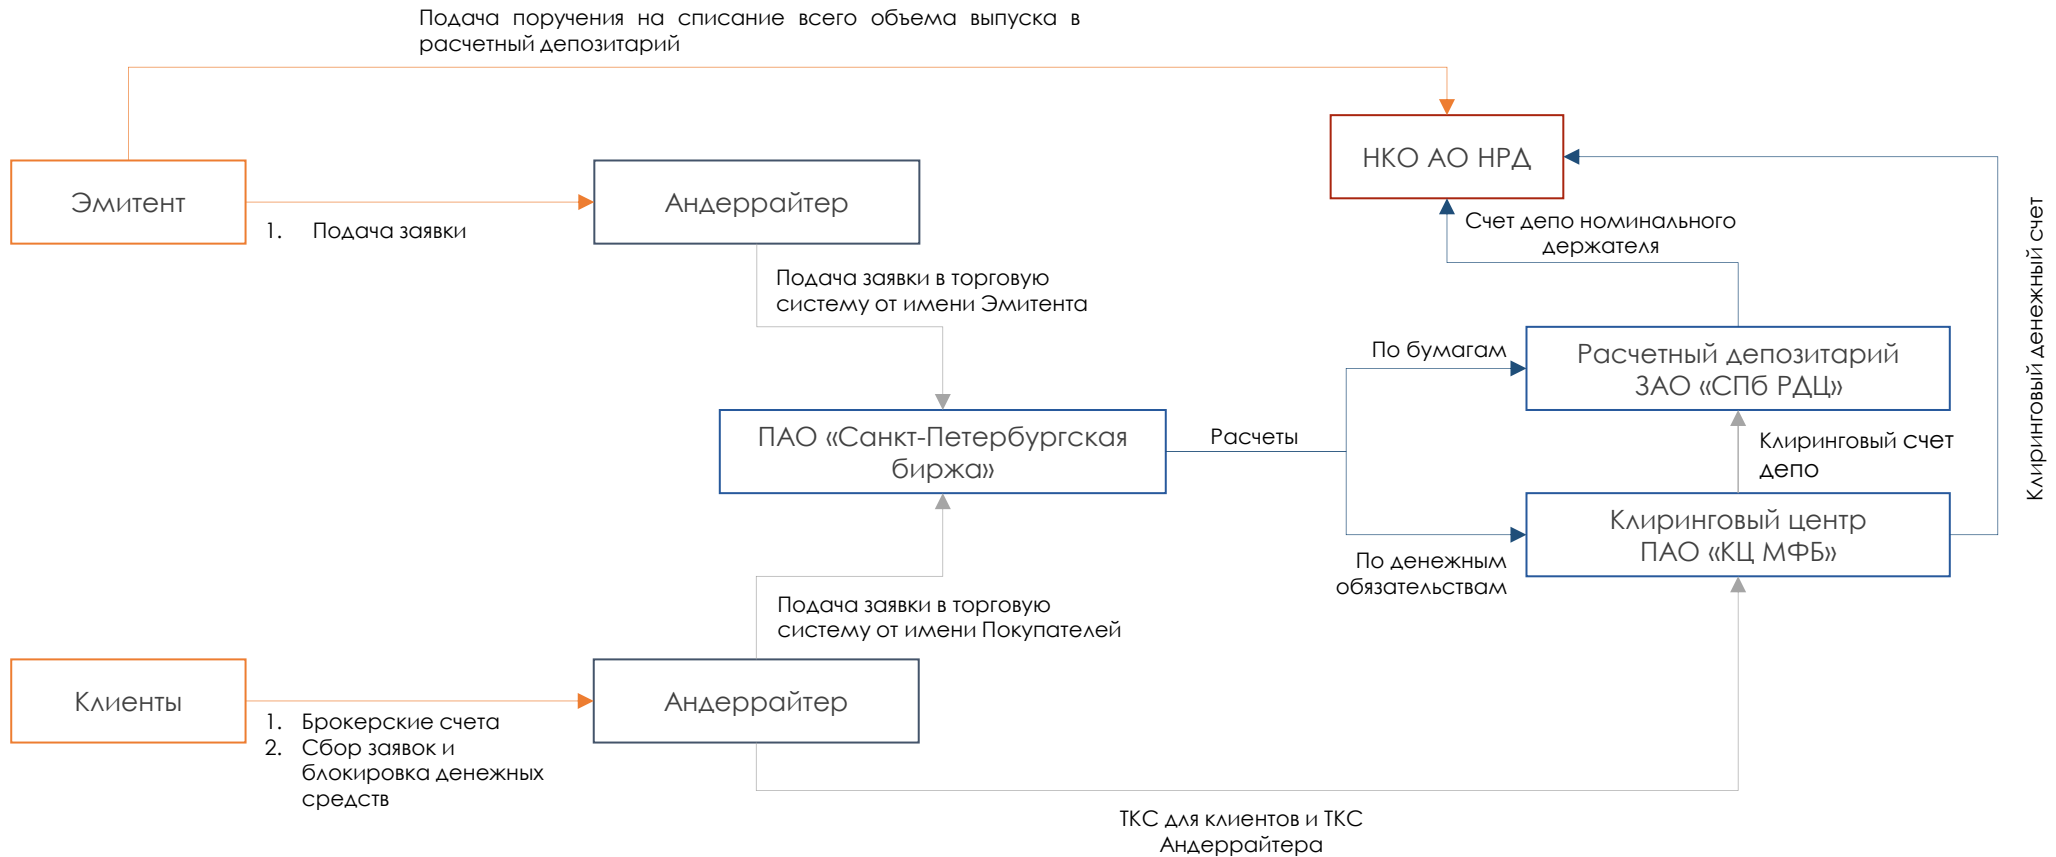 Подача поручения на списание всего объема выпуска в
расчетный депозитарий
НКО АО НРД
Эмитент
Андеррайтер
1. Подача заявки
Счет депо номинального
держателя
Клиринговый денежный счет
Подача заявки в торговую
систему от имени Эмитента
По бумагам
Расчетный депозитарий
ЗАО «СПб РДЦ»
ПАО «Санкт-Петербургская
биржа»
Расчеты
Клиринговый счет
депо
Клиринговый центр
ПАО «КЦ МФБ»
По денежным
обязательствам
Подача заявки в торговую
систему от имени Покупателей
Клиенты
Андеррайтер
1. Брокерские счета
2. Сбор заявок и
блокировка денежных
средств
ТКС для клиентов и ТКС
Андеррайтера